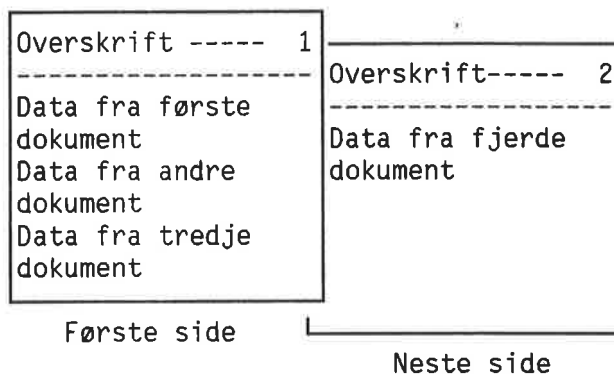 Overskrift ----- 1
--------------------
Data fra første
dokument
Data fra andre
dokument
Data fra tredje
dokument
Første side
Overskrift----- 2
--------------------
Data fra fjerde
dokument
Neste side